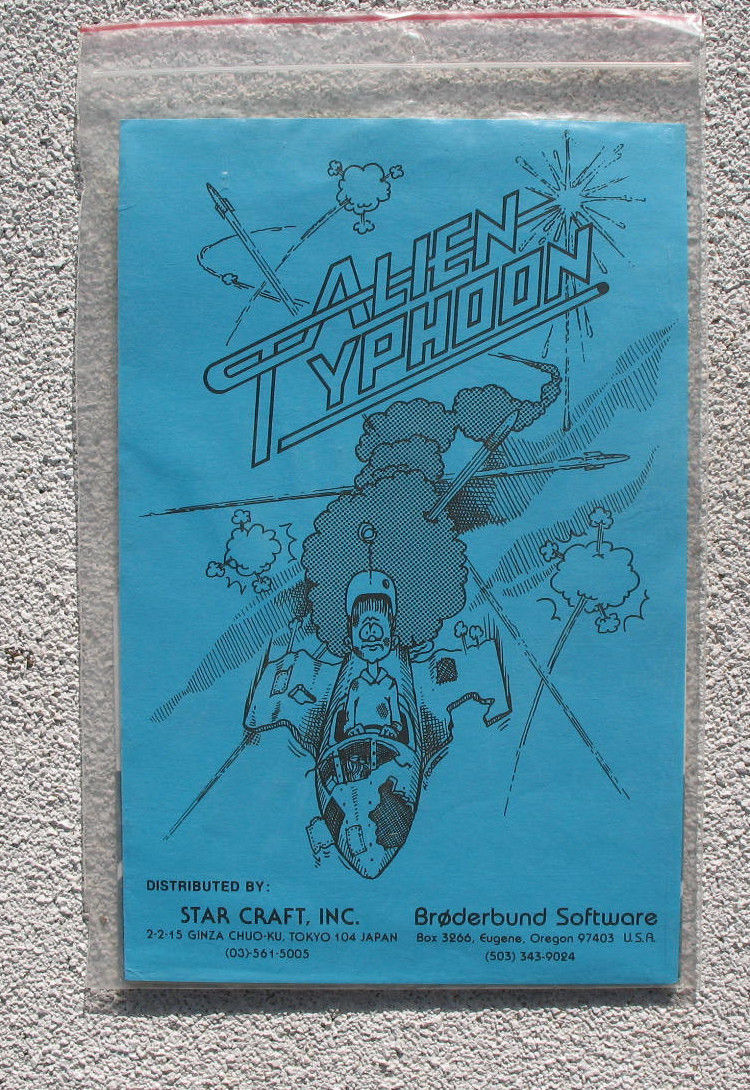 ALIEN
TYPHOON
DISTRIBUTED BY:
STAR CRAFT, INC.
2-2-15 GINZA CHUO-KU, TOKYO 104 JAPAN
(03)-561-5005
Brøderbund Software
Box 3266, Eugene, Oregon 97403 U.S.A.
(503) 343-9024